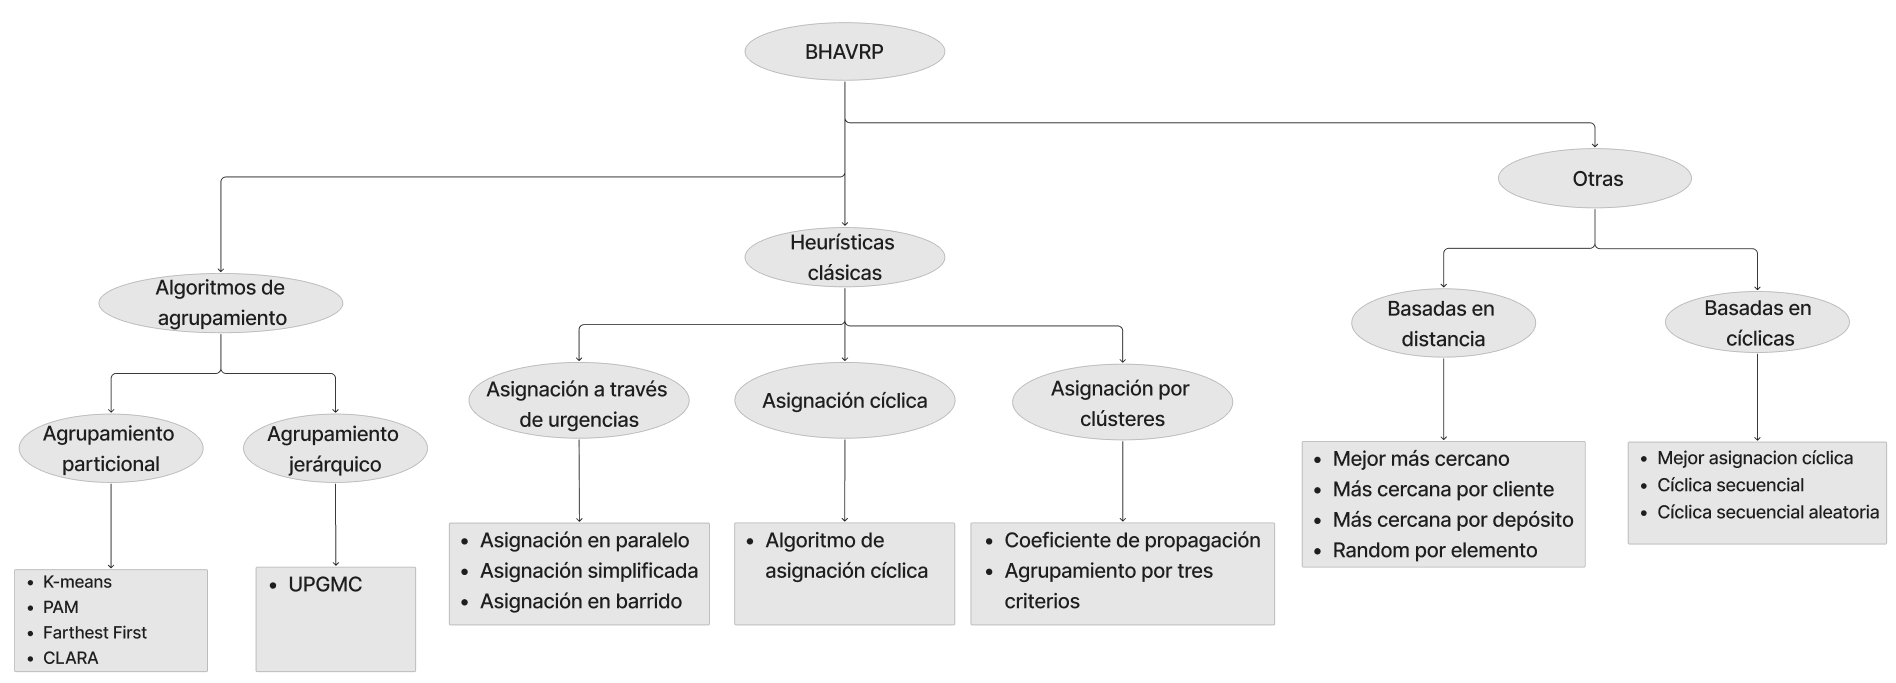 BHAVRP
Otras
Heurísticas
clásicas
Algoritmos de
agrupamiento
Basadas en
distancia
Basadas en
cíclicas
Asignación a través
de urgencias
Asignación cíclica
Asignación por
clústeres
Agrupamiento
particional
Agrupamiento
jerárquico
• K-means
• PAM
• Farthest First
• CLARA
• UPGMC
• Asignación en paralelo
• Asignación simplificada
• Asignación en barrido
• Algoritmo de
asignación cíclica
• Coeficiente de propagación
• Agrupamiento por tres
criterios
• Mejor más cercano
• Más cercana por cliente
• Más cercana por depósito
• Random por elemento
• Mejor asignacion cíclica
• Cíclica secuencial
• Cíclica secuencial aleatoria